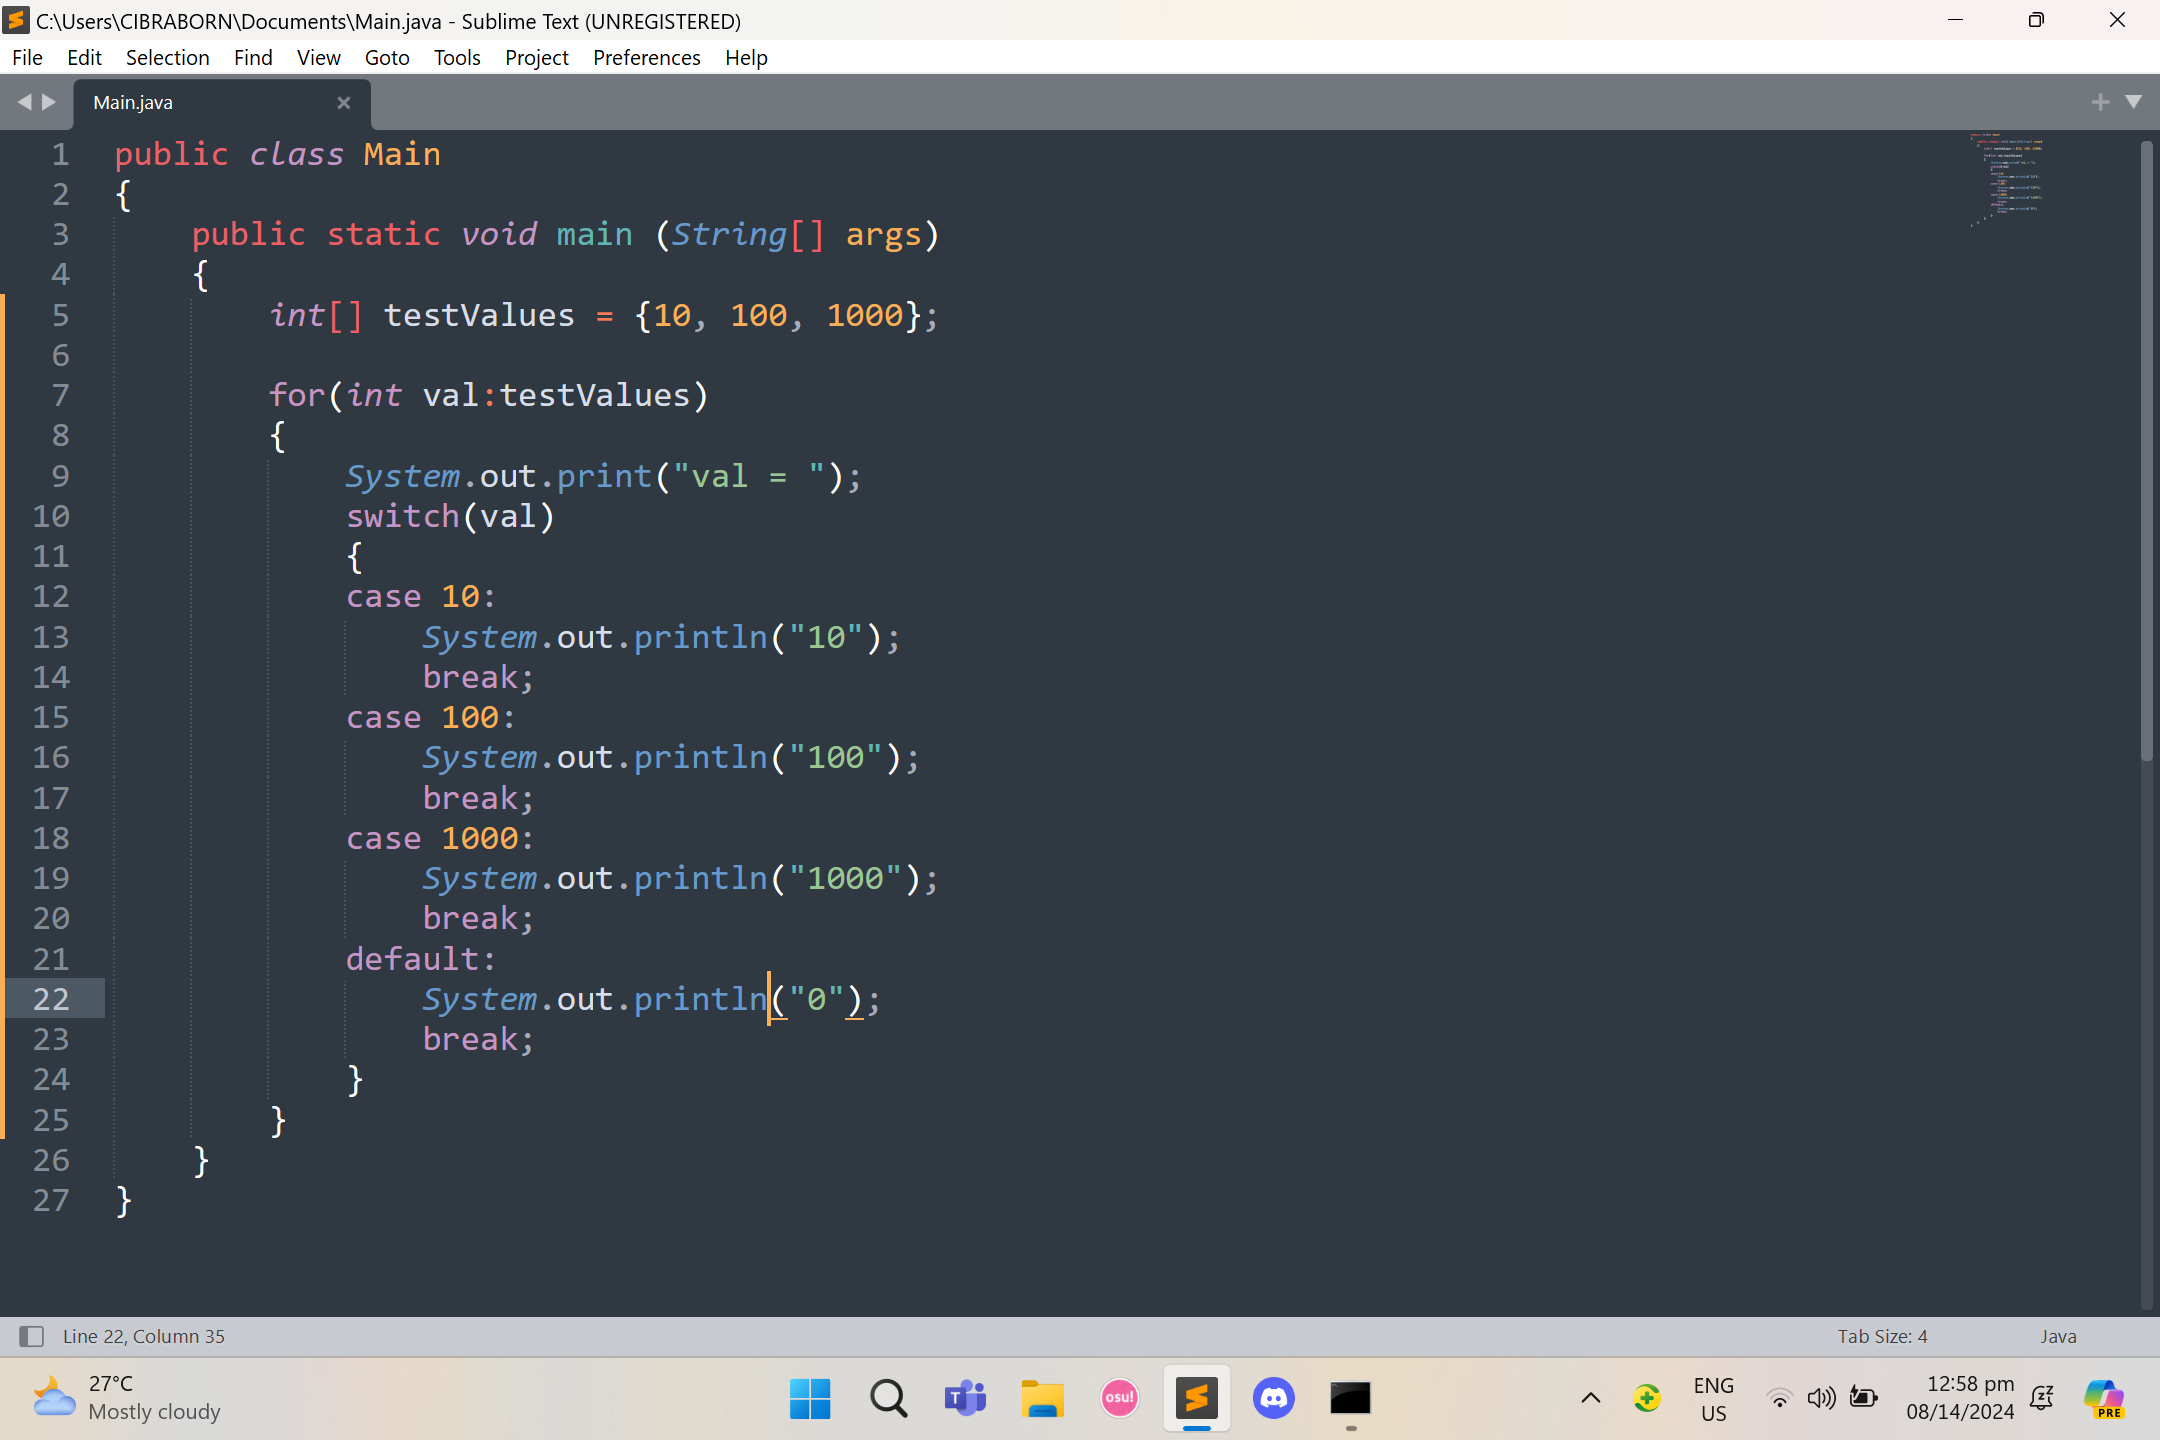 C:\Users\CIBRABORN\Documents\Main.java - Sublime Text (UNREGISTERED)
File Edit Selection Find View Goto Tools Project Preferences Help
Main.java
1 public class Main
2 {
3     public static void main (String[] args)
4     {
5         int[] testValues = {10, 100, 1000};
6
7         for(int val:testValues)
8         {
9             System.out.print("val = ");
10             switch(val)
11             {
12             case 10:
13                 System.out.println("10");
14                 break;
15             case 100:
16                 System.out.println("100");
17                 break;
18             case 1000:
19                 System.out.println("1000");
20                 break;
21             default:
22                 System.out.println("0");
23                 break;
24             }
25         }
26     }
27 }
Line 22, Column 35 Tab Size: 4 Java
27°C
Mostly cloudy
T
osu!
ENG
US
12:58 pm
08/14/2024
PRE